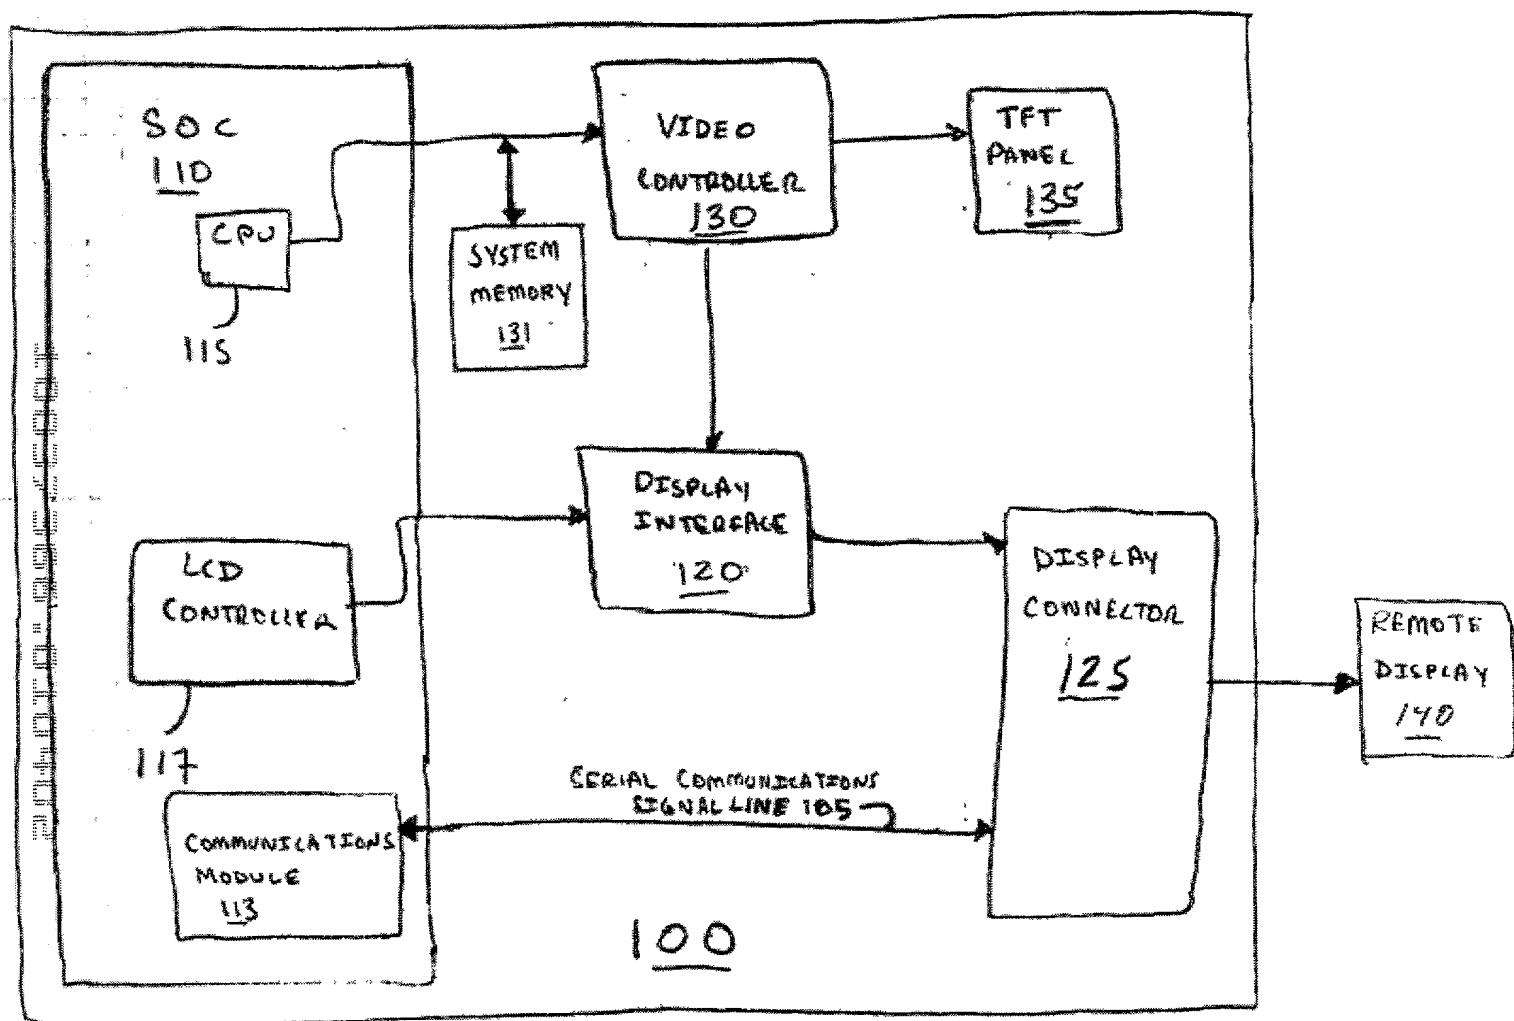 SOC
110
CPU
115
VIDEO
CONTROLLER
130
TFT
PANEL
135
SYSTEM
MEMORY
131
DISPLAY
INTERFACE
120
LCD
CONTROLLER
117
DISPLAY
CONNECTOR
125
REMOTE
DISPLAY
140
SERIAL COMMUNICATIONS
SIGNAL LINE 105
COMMUNICATIONS
MODULE
113
100